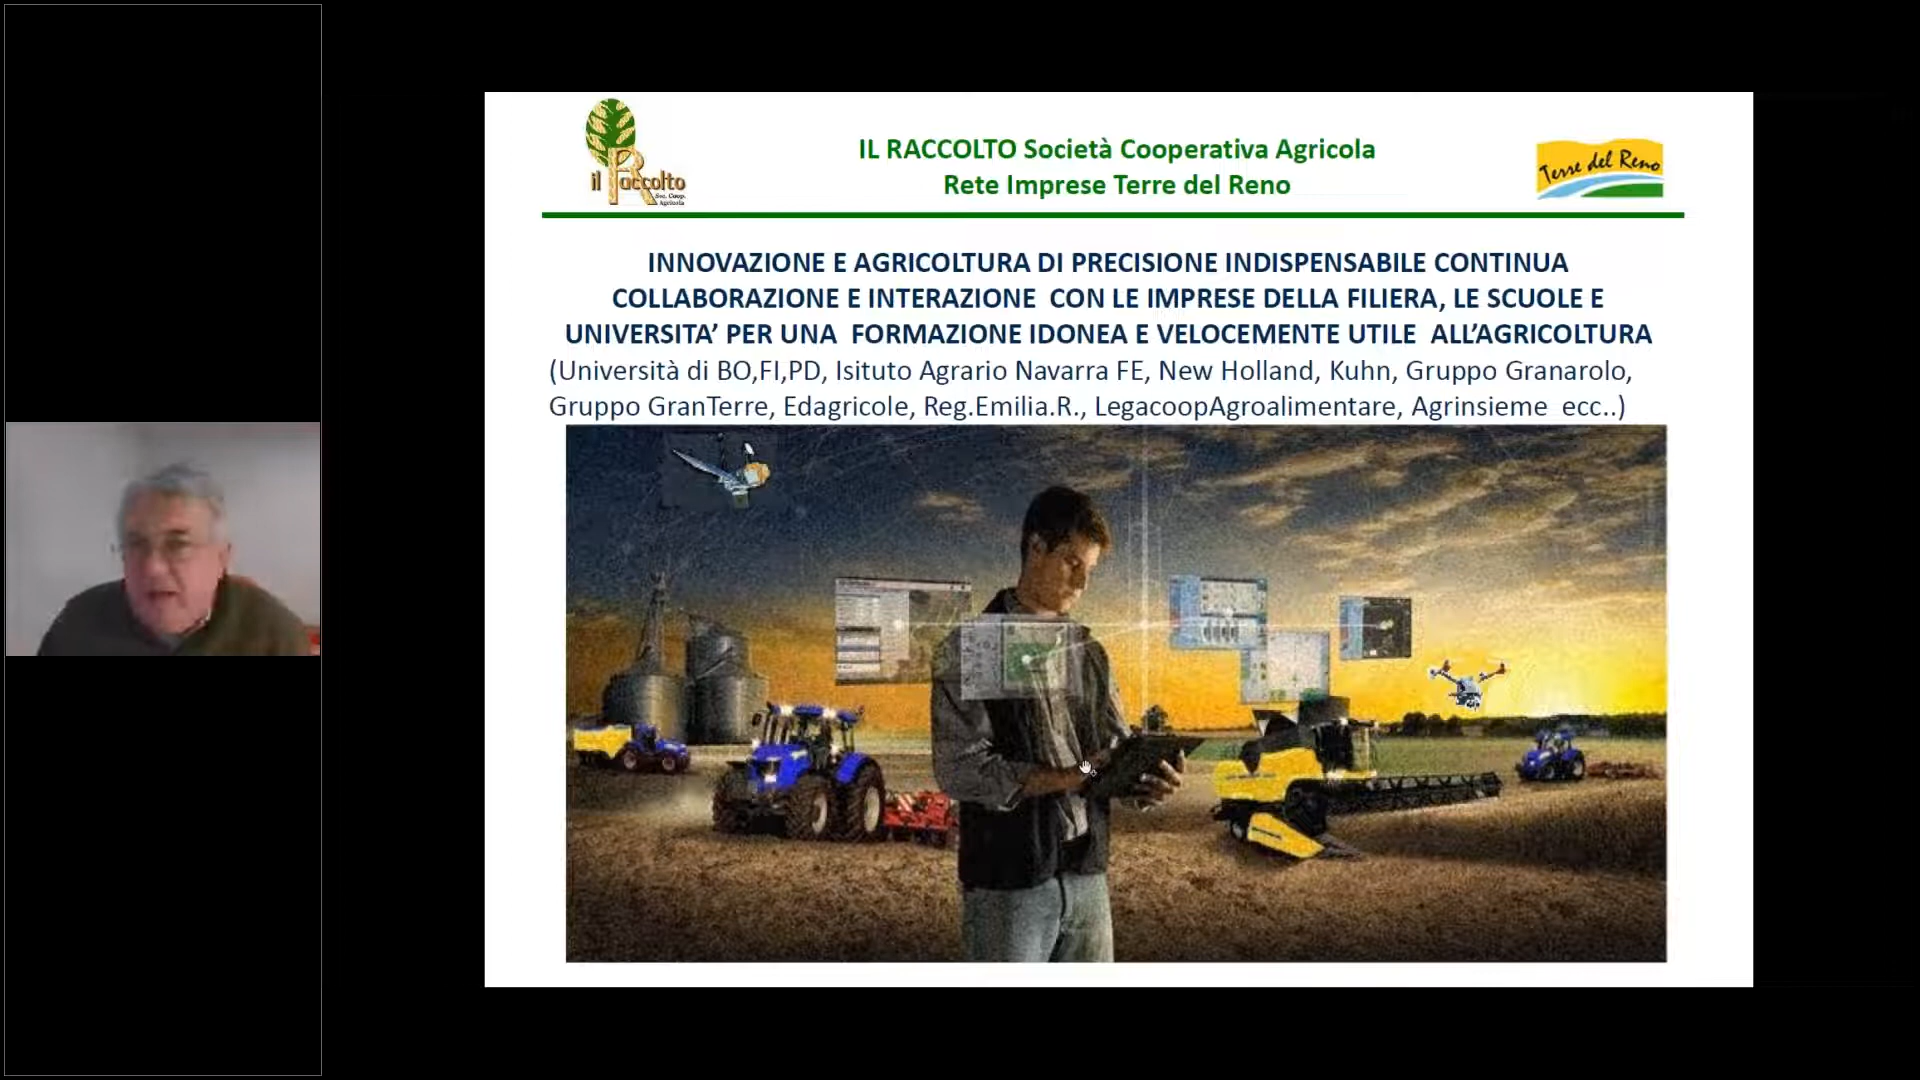 il Raccolto
Soc. Coop.
Agricola
IL RACCOLTO Società Cooperativa Agricola
Rete Imprese Terre del Reno
Terre del Reno
INNOVAZIONE E AGRICOLTURA DI PRECISIONE INDISPENSABILE CONTINUA
COLLABORAZIONE E INTERAZIONE CON LE IMPRESE DELLA FILIERA, LE SCUOLE E
UNIVERSITA’ PER UNA FORMAZIONE IDONEA E VELOCEMENTE UTILE ALL’AGRICOLTURA
(Università di BO,FI,PD, Isituto Agrario Navarra FE, New Holland, Kuhn, Gruppo Granarolo,
Gruppo GranTerre, Edagricole, Reg.Emilia.R., LegacoopAgroalimentare, Agrinsieme ecc..)